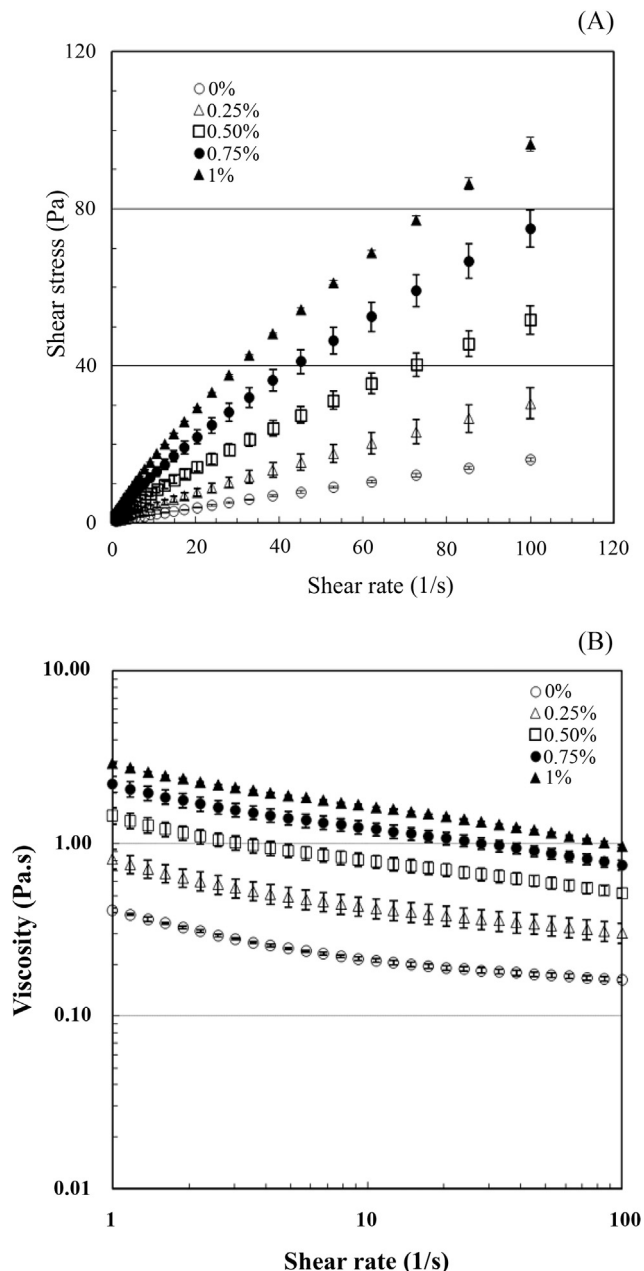 (A)
120
80
40
0
Shear stress (Pa)
0%
0.25%
0.50%
0.75%
1%
0 20 40 60 80 100 120
Shear rate (1/s)
(B)
10.00
1.00
0.10
0.01
Viscosity (Pa.s)
0%
0.25%
0.50%
0.75%
1%
1 10 100
Shear rate (1/s)